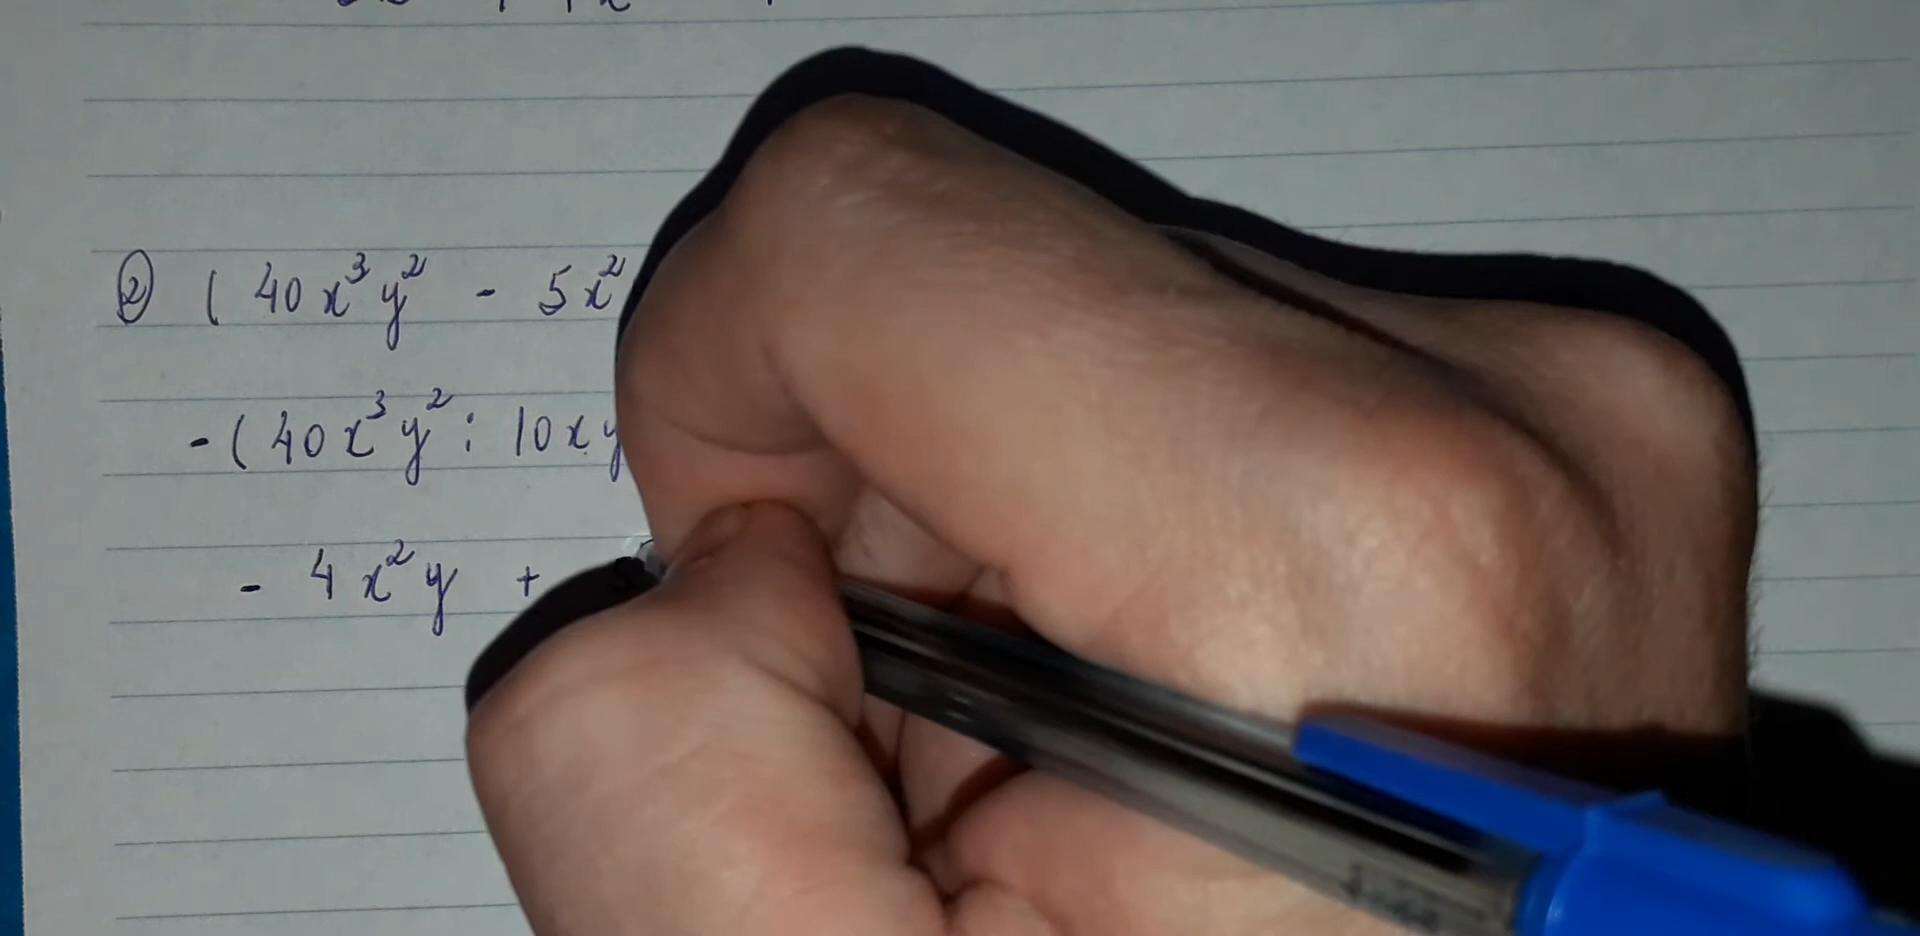 ② (40x³y² - 5x²
-(40x³y² : 10xy
- 4x²y +